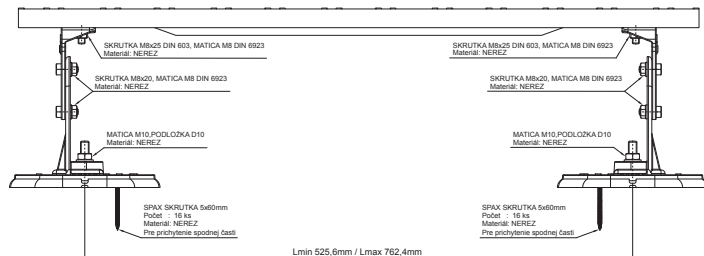 SKRUTKA M8x25 DIN 603, MATICA M8 DIN 6923
Materiál: NEREZ
SKRUTKA M8x20, MATICA M8 DIN 6923
Materiál: NEREZ
MATICA M10,PODLOŽKA D10
Materiál: NEREZ
SPAX SKRUTKA 5x60mm
Počet : 16 ks
Materiál: NEREZ
Pre prichytenie spodnej časti
SKRUTKA M8x25 DIN 603, MATICA M8 DIN 6923
Materiál: NEREZ
SKRUTKA M8x20, MATICA M8 DIN 6923
Materiál: NEREZ
MATICA M10,PODLOŽKA D10
Materiál: NEREZ
SPAX SKRUTKA 5x60mm
Počet : 16 ks
Materiál: NEREZ
Pre prichytenie spodnej časti
Lmin 525,6mm / Lmax 762,4mm